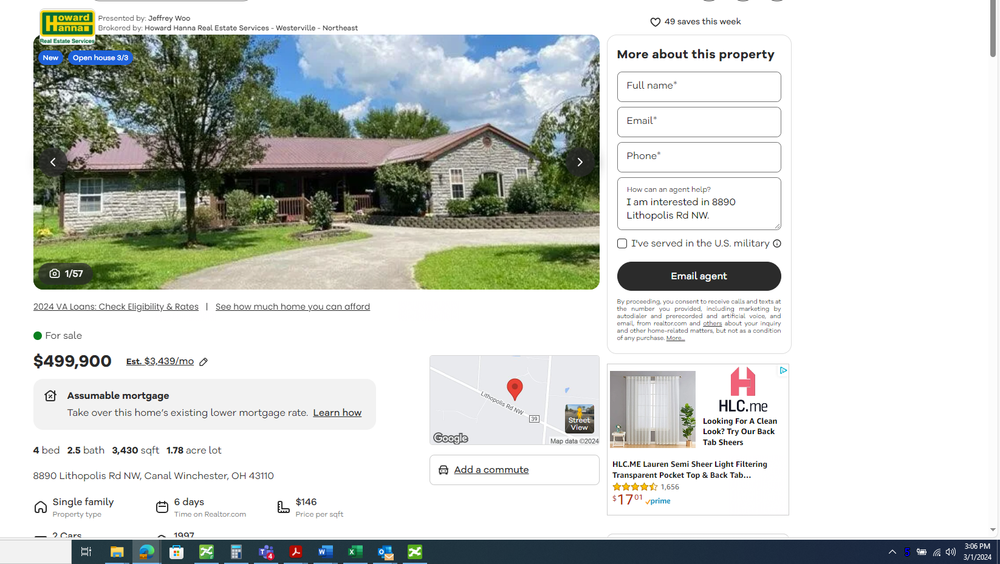 Howard
Hanna
Real Estate Services
Presented by: Jeffrey Woo
Brokered by: Howard Hanna Real Estate Services - Westerville - Northeast
49 saves this week
New
Open house 3/3
1/57
2024 VA Loans: Check Eligibility & Rates | See how much home you can afford
For sale
$499,900
Est. $3,439/mo
Assumable mortgage
Take over this home's existing lower mortgage rate. Learn how
4 bed 2.5 bath 3,430 sqft 1.78 acre lot
8890 Lithopolis Rd NW, Canal Winchester, OH 43110
Single family
Property type
6 days
Time on Realtor.com
$146
Price per sqft
2 Cars
1997
Lithopolis Rd NW
39
Street
View
Google
Map data ©2024
Add a commute
More about this property
Full name*
Email*
Phone*
How can an agent help?
I am interested in 8890
Lithopolis Rd NW.
I've served in the U.S. military
Email agent
By proceeding, you consent to receive calls and texts at
the number you provided, including marketing by
autodialer and prerecorded and artificial voice, and
email, from realtor.com and others about your inquiry
and other home-related matters, but not as a condition
of any purchase. More...
HLC.me
Looking For A Clean
Look? Try Our Back
Tab Sheers
HLC.ME Lauren Semi Sheer Light Filtering
Transparent Pocket Top & Back Tab...
1,656
$17 01 prime
4
3:06 PM
3/1/2024